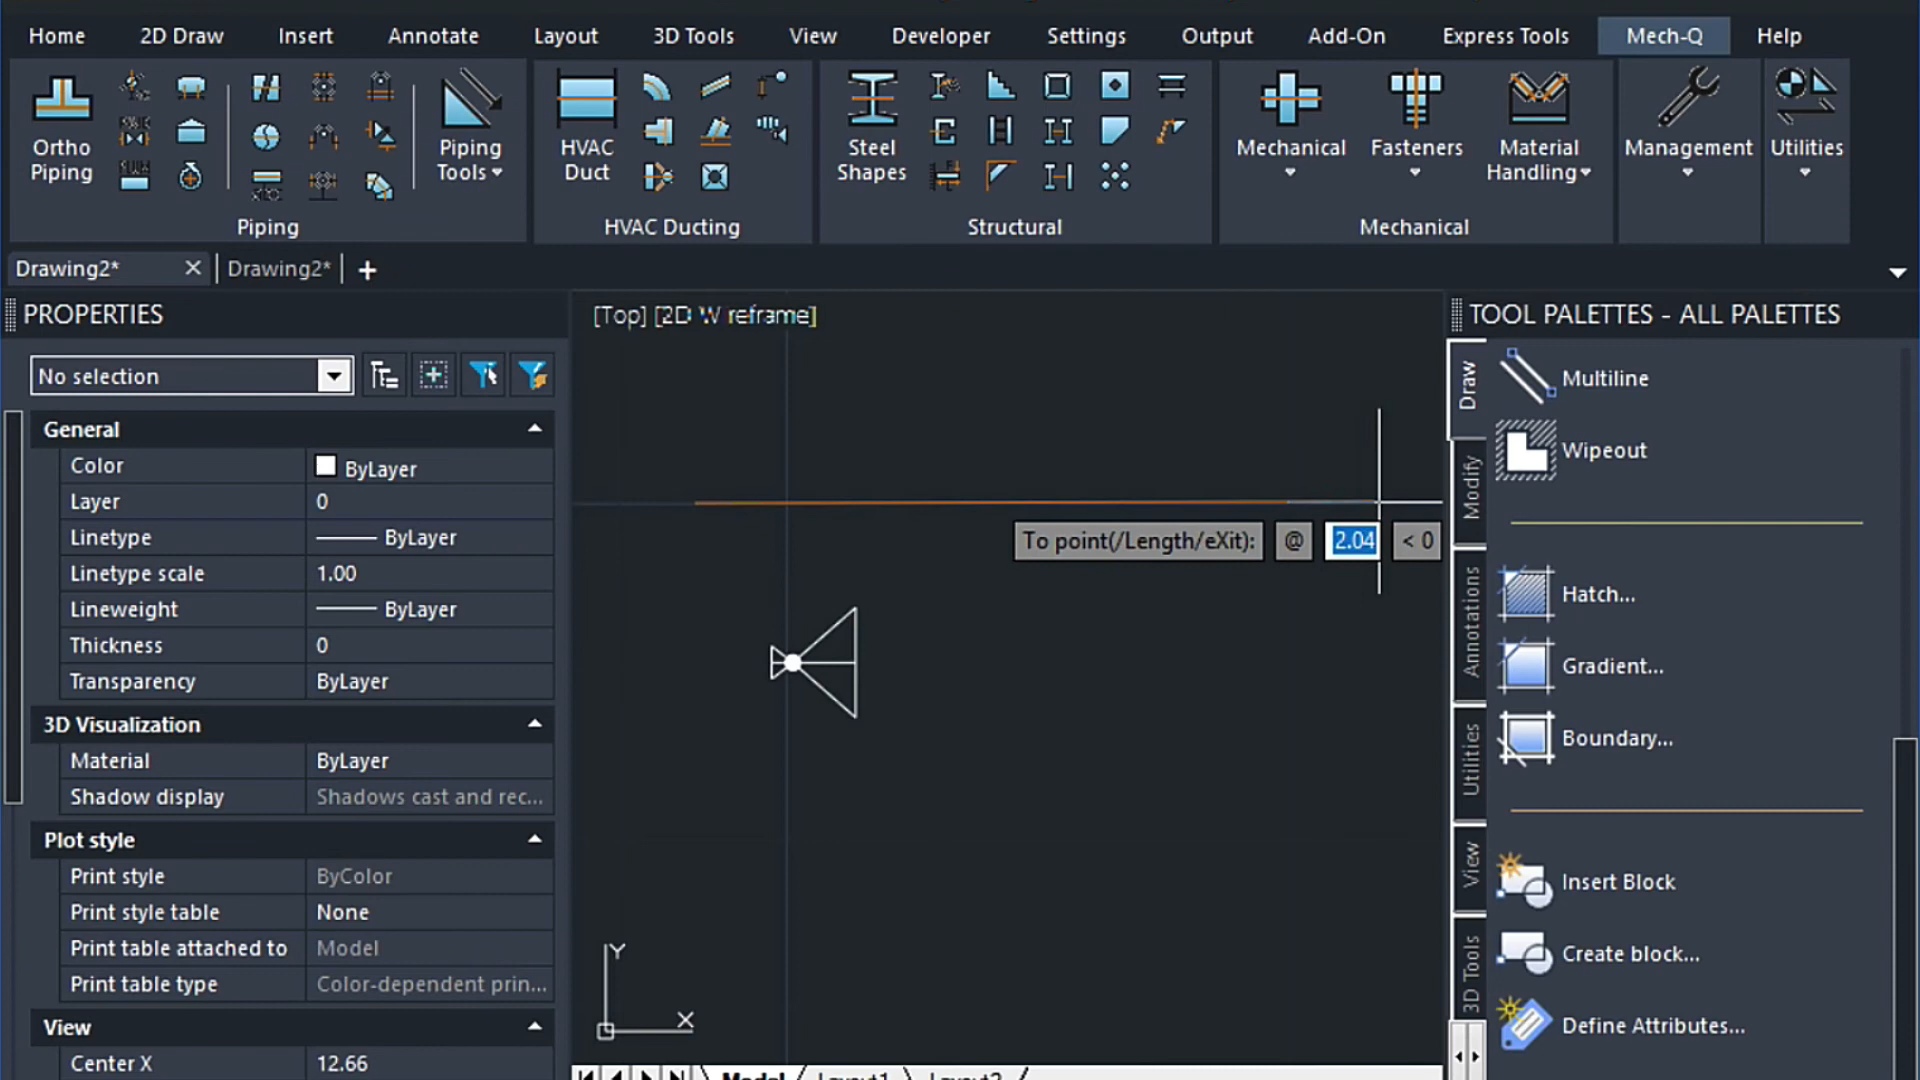 Home 2D Draw Insert Annotate Layout 3D Tools View Developer Settings Output Add-On Express Tools Mech-Q Help
Ortho Piping
Piping Tools
HVAC Duct
Steel Shapes
Mechanical
Fasteners
Material Handling
Management
Utilities
Piping HVAC Ducting Structural Mechanical
Drawing2* Drawing2* +
PROPERTIES
No selection
General
Color ByLayer
Layer 0
Linetype ByLayer
Linetype scale 1.00
Lineweight ByLayer
Thickness 0
Transparency ByLayer
3D Visualization
Material ByLayer
Shadow display Shadows cast and rec...
Plot style
Print style ByColor
Print style table None
Print table attached to Model
Print table type Color-dependent prin...
View
Center X 12.66
[Top] [2D W reframe]
To point(/Length/eXit): @ 2.04 < 0
Y
X
Model Layout1 Layout2
TOOL PALETTES - ALL PALETTES
Draw
Modify
Annotations
Utilities
View
3D Tools
Multiline
Wipeout
Hatch...
Gradient...
Boundary...
Insert Block
Create block...
Define Attributes...